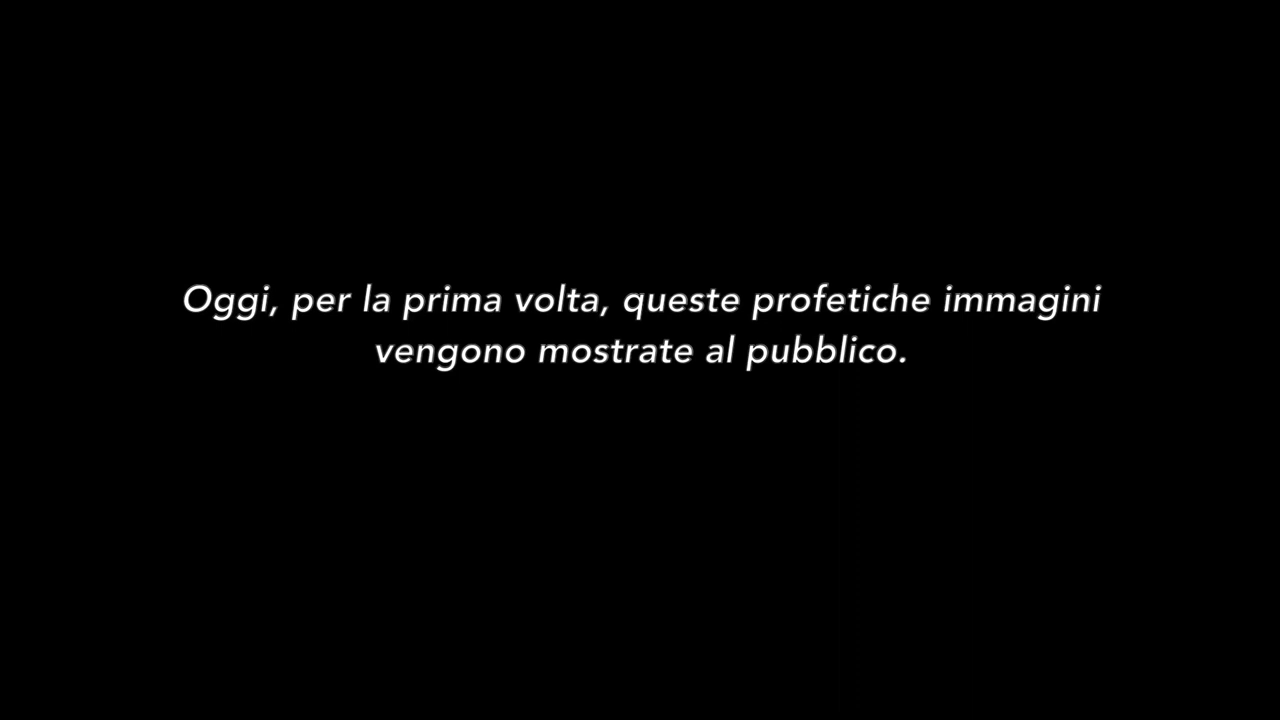 Oggi, per la prima volta, queste profetiche immagini
vengono mostrate al pubblico.